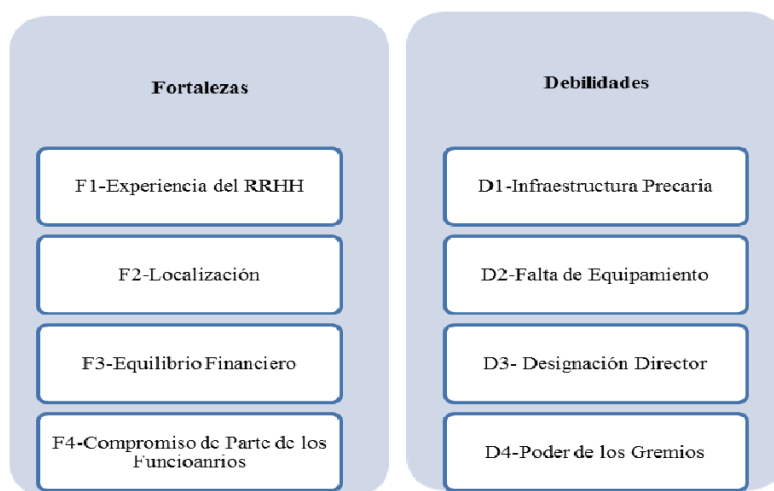 Fortalezas
F1-Experiencia del RRHH
F2-Localización
F3-Equilibrio Financiero
F4-Compromiso de Parte de los
Funcioanrios
Debilidades
D1-Infraestructura Precaria
D2-Falta de Equipamiento
D3- Designación Director
D4-Poder de los Gremios